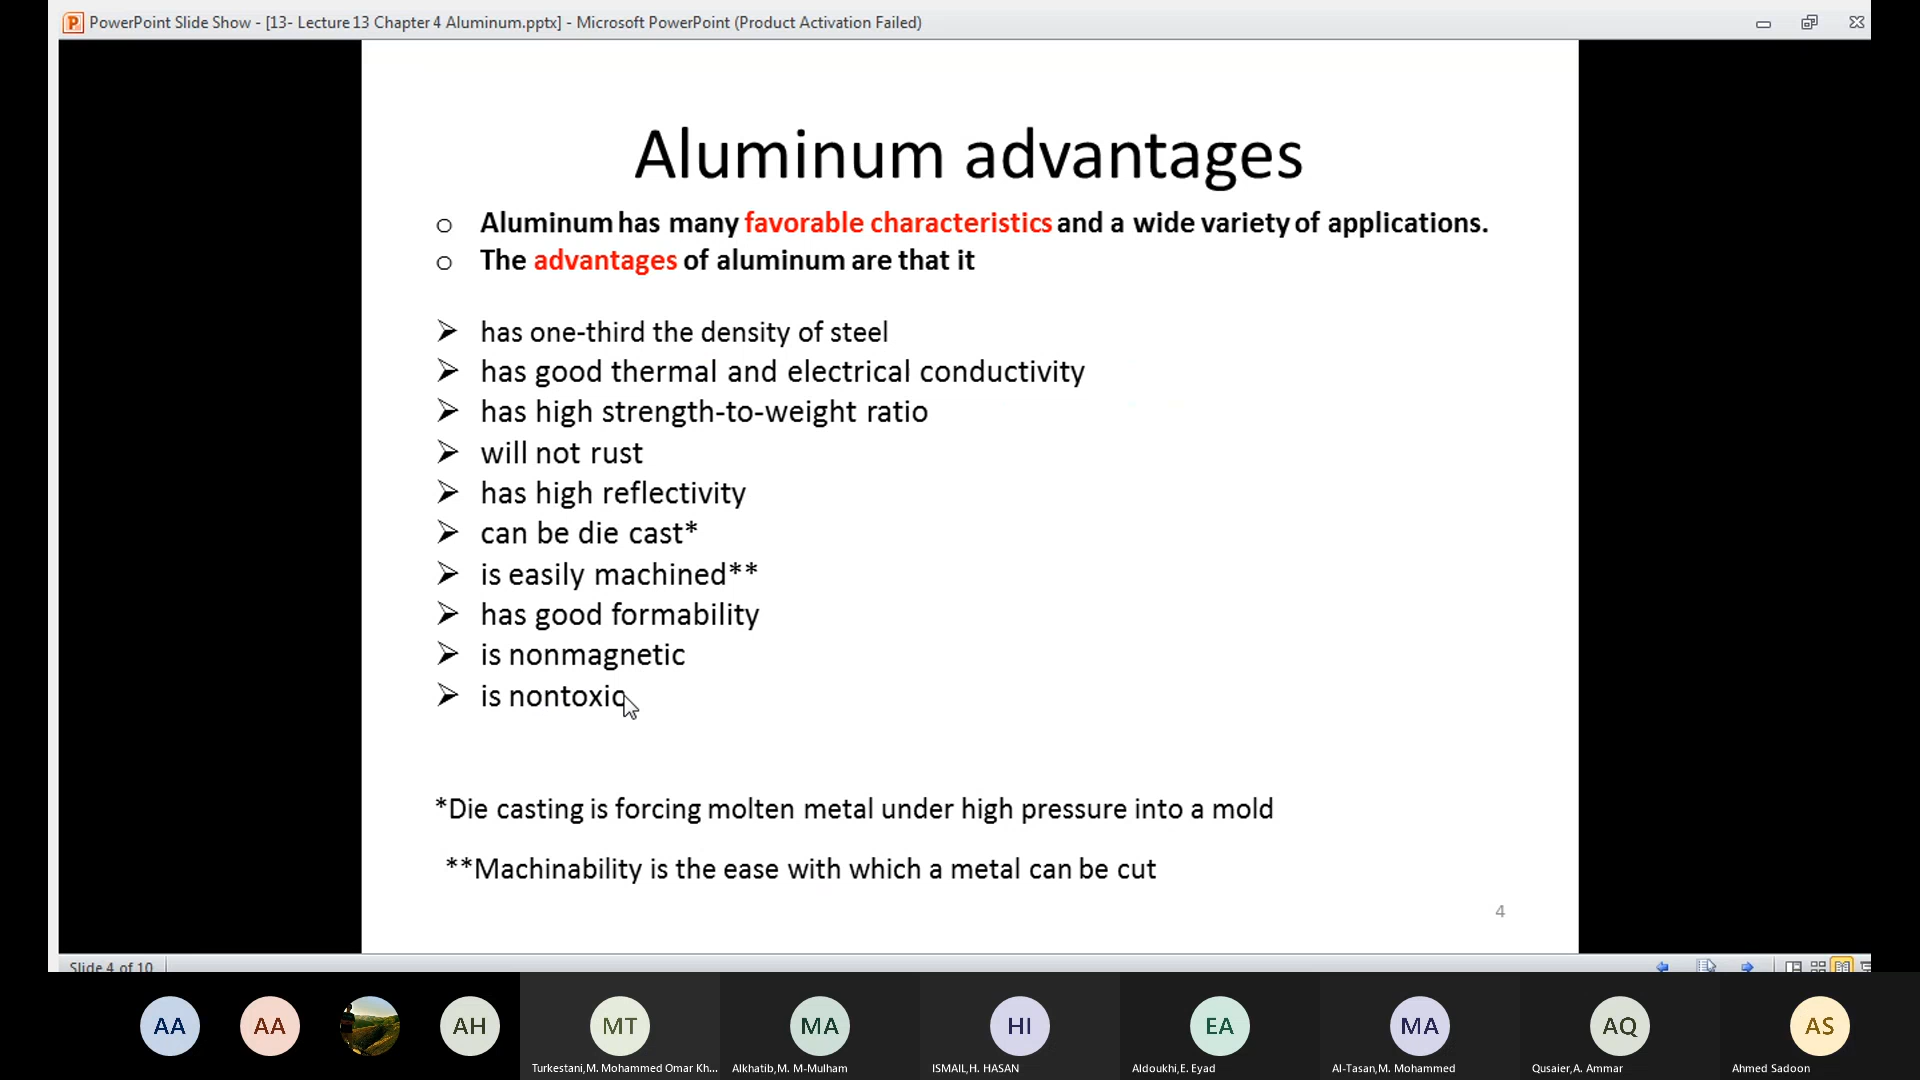 PowerPoint Slide Show - [13- Lecture 13 Chapter 4 Aluminum.pptx] - Microsoft PowerPoint (Product Activation Failed)
Aluminum advantages
o Aluminum has many favorable characteristics and a wide variety of applications.
o The advantages of aluminum are that it
➢ has one-third the density of steel
➢ has good thermal and electrical conductivity
➢ has high strength-to-weight ratio
➢ will not rust
➢ has high reflectivity
➢ can be die cast*
➢ is easily machined**
➢ has good formability
➢ is nonmagnetic
➢ is nontoxic
*Die casting is forcing molten metal under high pressure into a mold
**Machinability is the ease with which a metal can be cut
4
Slide 4 of 10
AA AA AH MT MA HI EA MA AQ AS
Turkestani,M. Mohammed Omar Kh... Alkhatib,M. M-Mulham ISMAIL,H. HASAN Aldoukhi,E. Eyad Al-Tasan,M. Mohammed Qusaier,A. Ammar Ahmed Sadoon